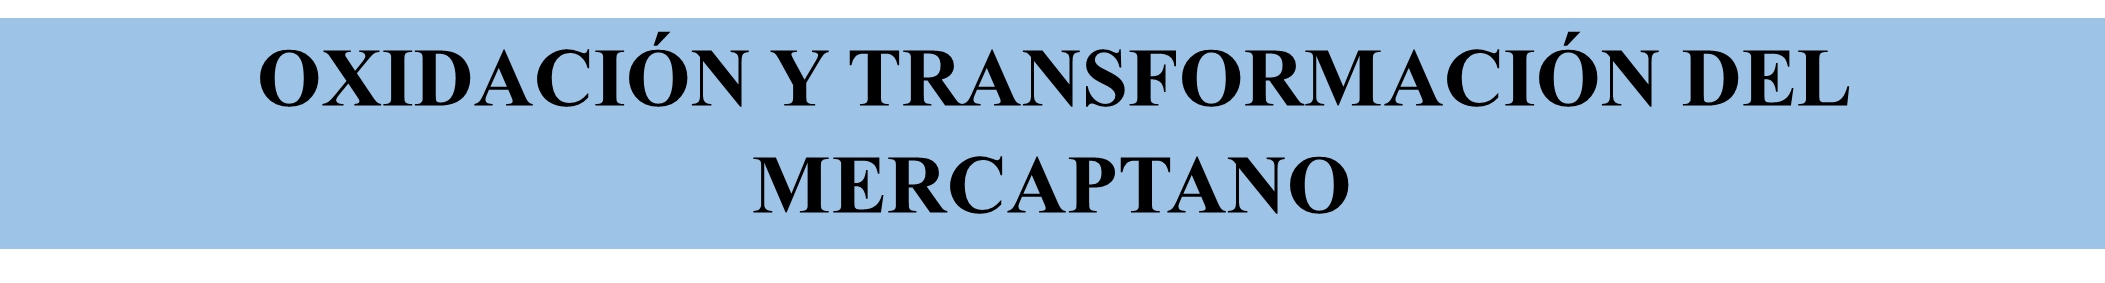 OXIDACIÓN Y TRANSFORMACIÓN DEL
MERCAPTANO